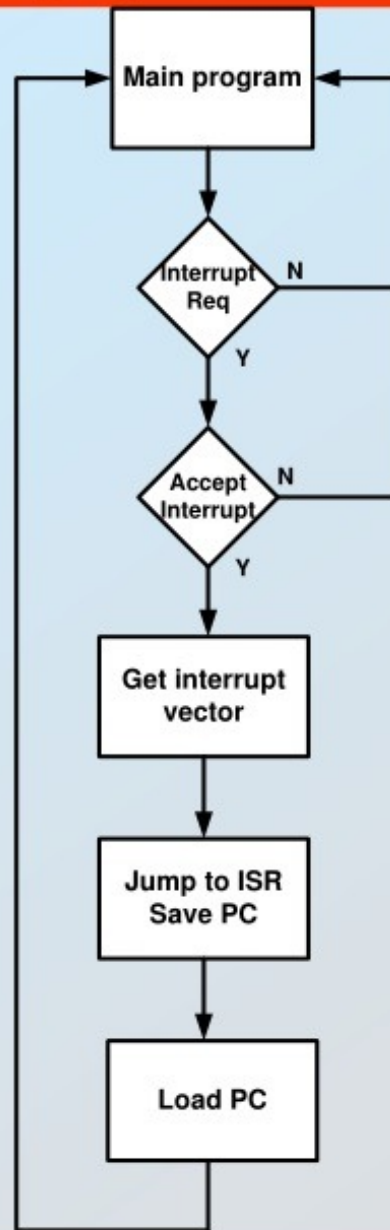 Main program
Interrupt
Req
N
Y
Accept
Interrupt
N
Y
Get interrupt
vector
Jump to ISR
Save PC
Load PC